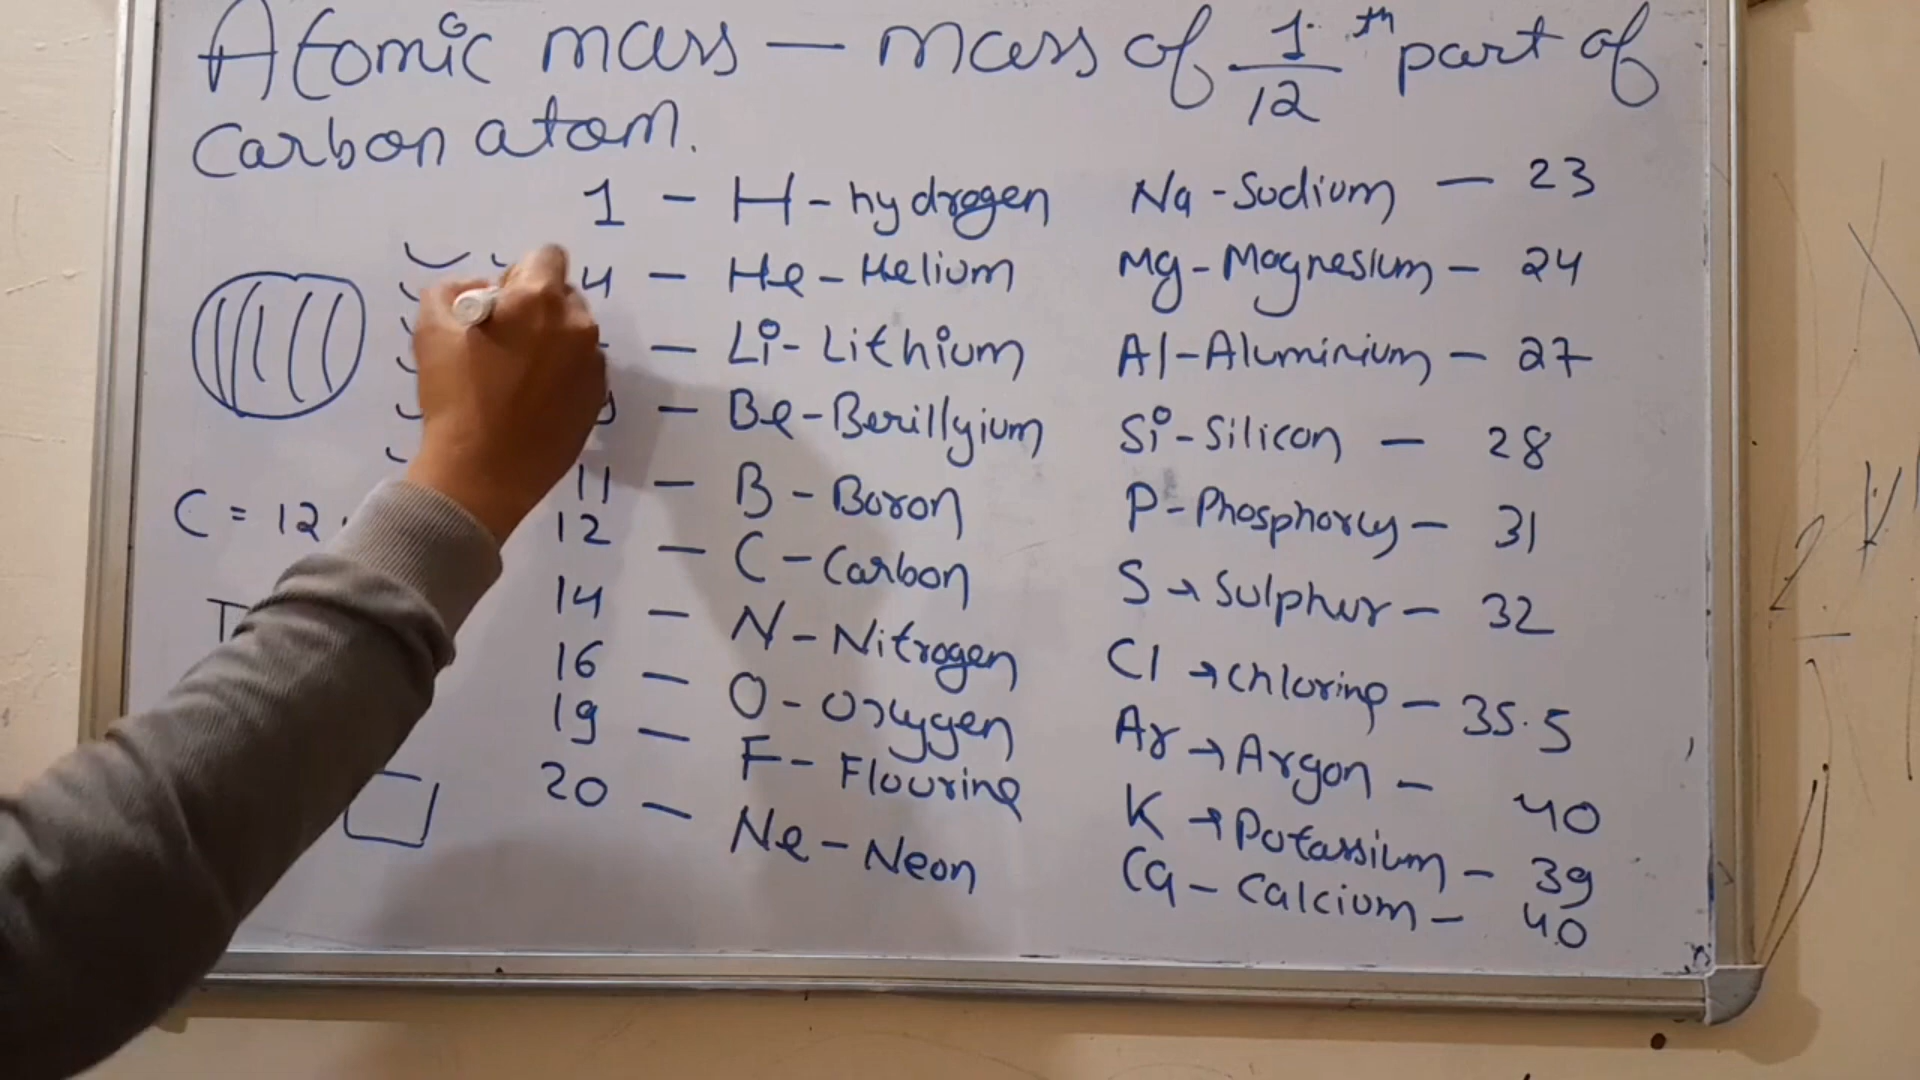 Atomic mass — mass of 1/12 th part of
Carbon atom.
1 - H - hydrogen
4 - He - Helium
- Li - Lithium
- Be - Berillyium
11 - B - Boron
12 - C - Carbon
14 - N - Nitrogen
16 - O - Oxygen
19 - F - Flourine
20 - Ne - Neon
Na - Sodium - 23
Mg - Magnesium - 24
Al - Aluminium - 27
Si - Silicon - 28
P - Phosphorus - 31
S → Sulphur - 32
Cl → Chlorine - 35.5
Ar → Argon - 40
K → Potassium - 39
Ca - Calcium - 40
C = 12